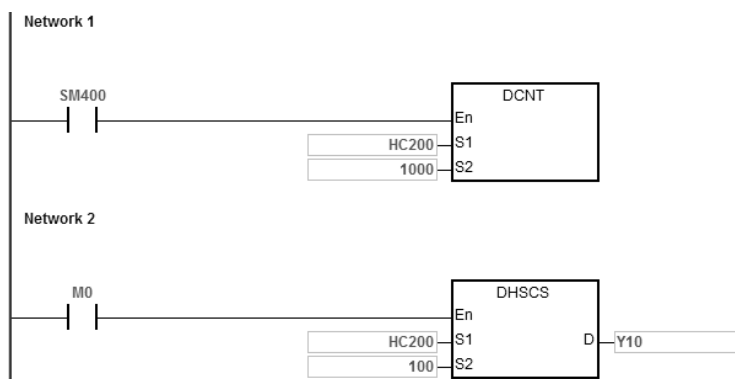 Network 1
SM400
DCNT
En
HC200 S1
1000 S2
Network 2
M0
DHSCS
En
HC200 S1 D Y10
100 S2